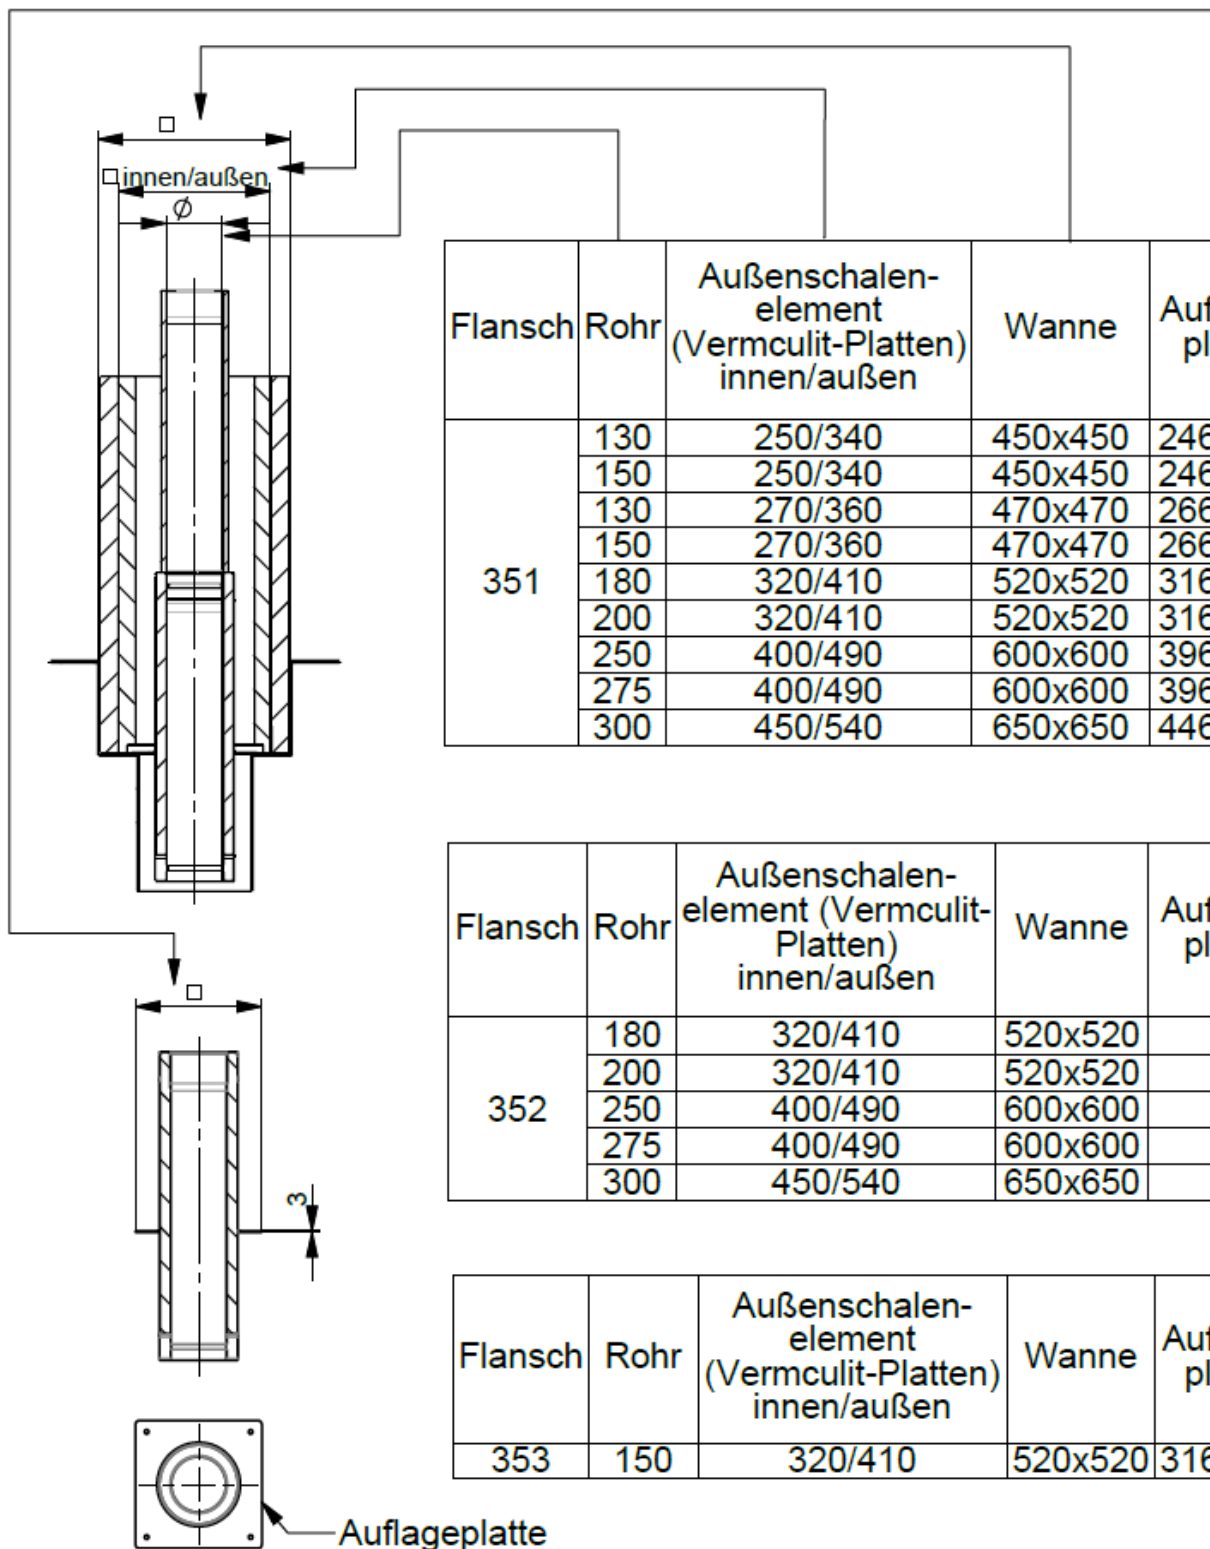 innen/außen
Ø
Flansch Rohr Außenschalen-
element
(Vermculit-Platten)
innen/außen Wanne
351
130 250/340 450x450 246
150 250/340 450x450 246
130 270/360 470x470 266
150 270/360 470x470 266
180 320/410 520x520 316
200 320/410 520x520 316
250 400/490 600x600 396
275 400/490 600x600 396
300 450/540 650x650 446
Flansch Rohr Außenschalen-
element (Vermculit-
Platten)
innen/außen Wanne
352
180 320/410 520x520
200 320/410 520x520
250 400/490 600x600
275 400/490 600x600
300 450/540 650x650
3
Flansch Rohr Außenschalen-
element
(Vermculit-Platten)
innen/außen Wanne
353 150 320/410 520x520 316
Auflageplatte